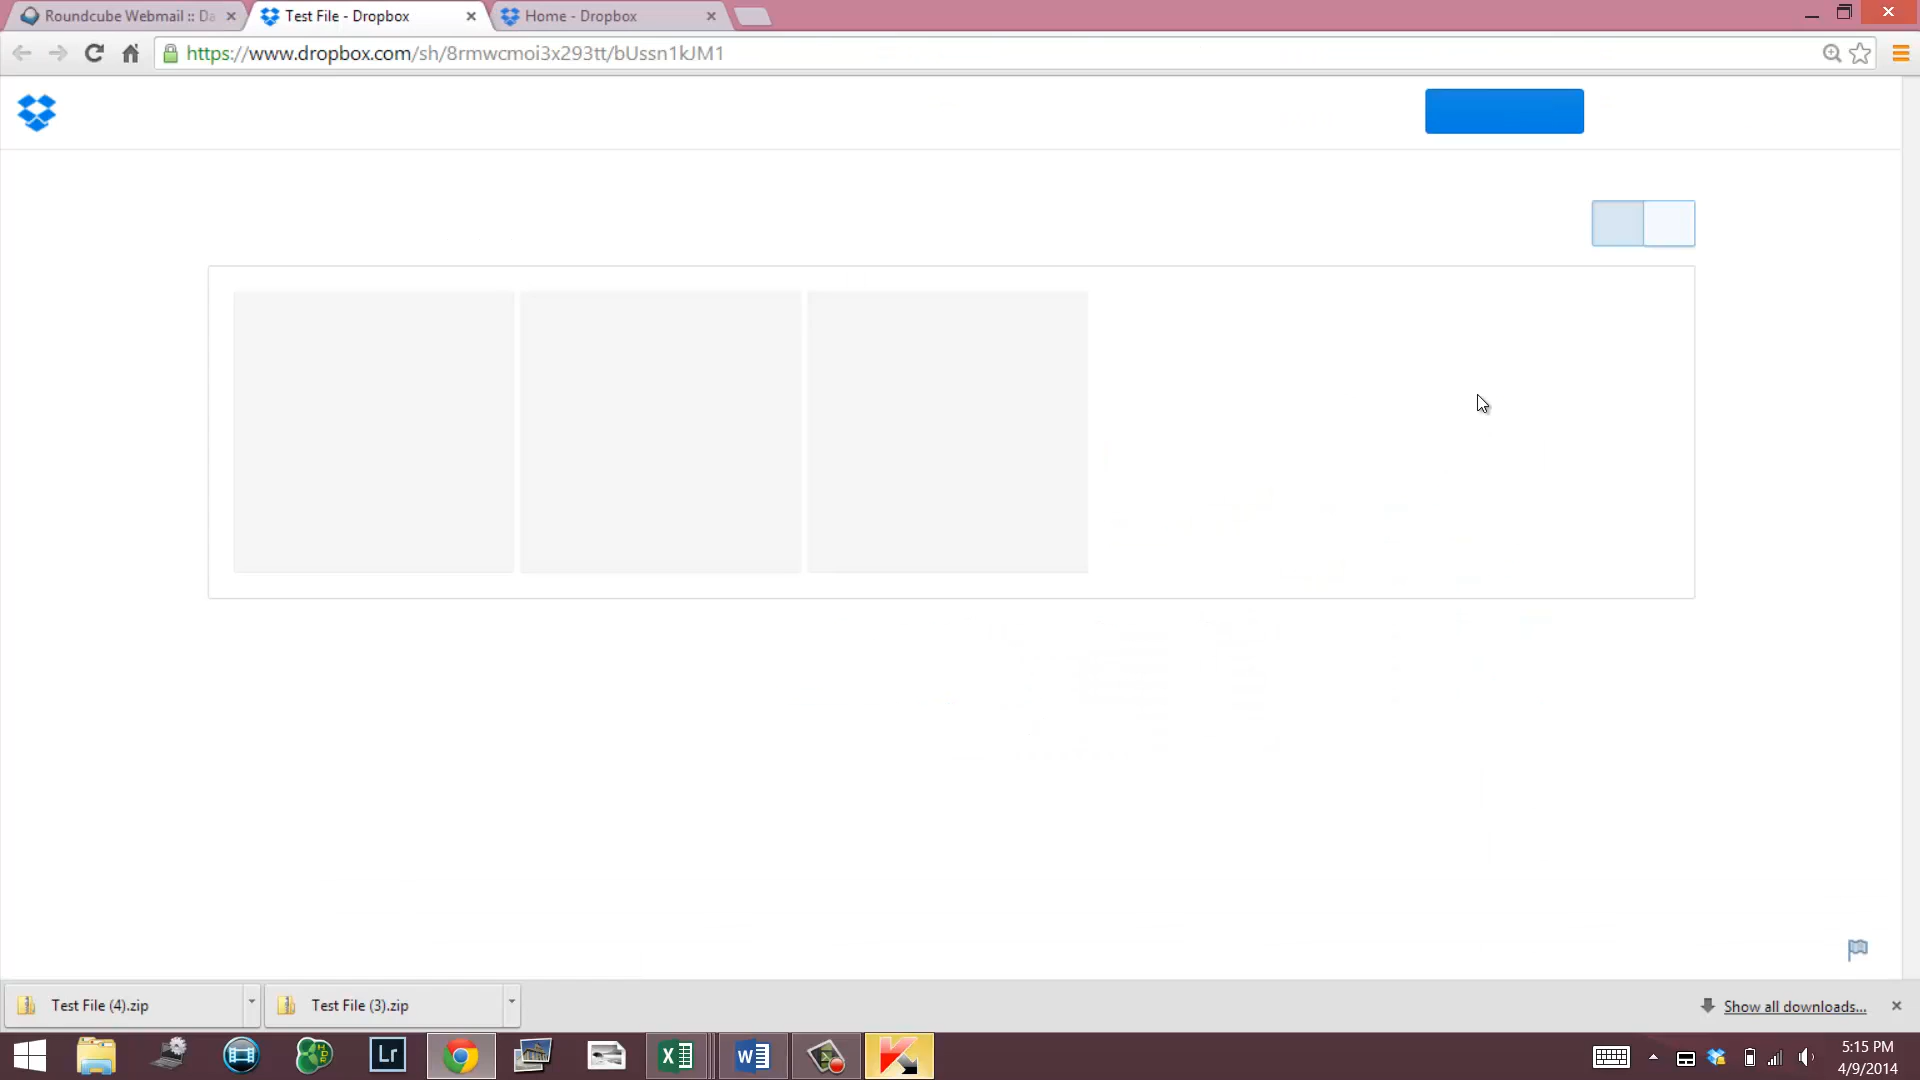 Roundcube Webmail :: Da
Test File - Dropbox
Home - Dropbox
https://www.dropbox.com/sh/8rmwcmoi3x293tt/bUssn1kJM1
Test File (4).zip
Test File (3).zip
Show all downloads...
Lr
5:15 PM
4/9/2014